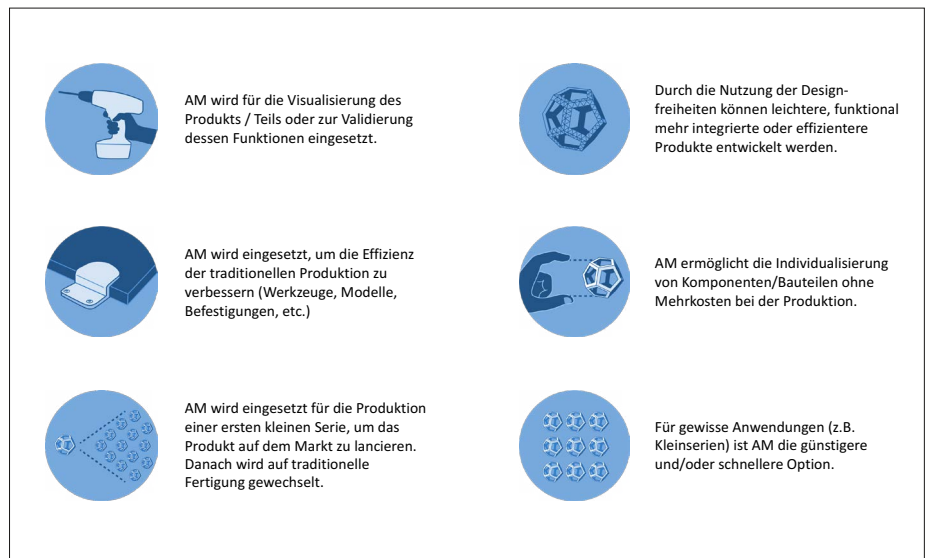 AM wird für die Visualisierung des
Produkts / Teils oder zur Validierung
dessen Funktionen eingesetzt.
AM wird eingesetzt, um die Effizienz
der traditionellen Produktion zu
verbessern (Werkzeuge, Modelle,
Befestigungen, etc.)
AM wird eingesetzt für die Produktion
einer ersten kleinen Serie, um das
Produkt auf dem Markt zu lancieren.
Danach wird auf traditionelle
Fertigung gewechselt.
Durch die Nutzung der Design-
freiheiten können leichtere, funktional
mehr integrierte oder effizientere
Produkte entwickelt werden.
AM ermöglicht die Individualisierung
von Komponenten/Bauteilen ohne
Mehrkosten bei der Produktion.
Für gewisse Anwendungen (z.B.
Kleinserien) ist AM die günstigere
und/oder schnellere Option.